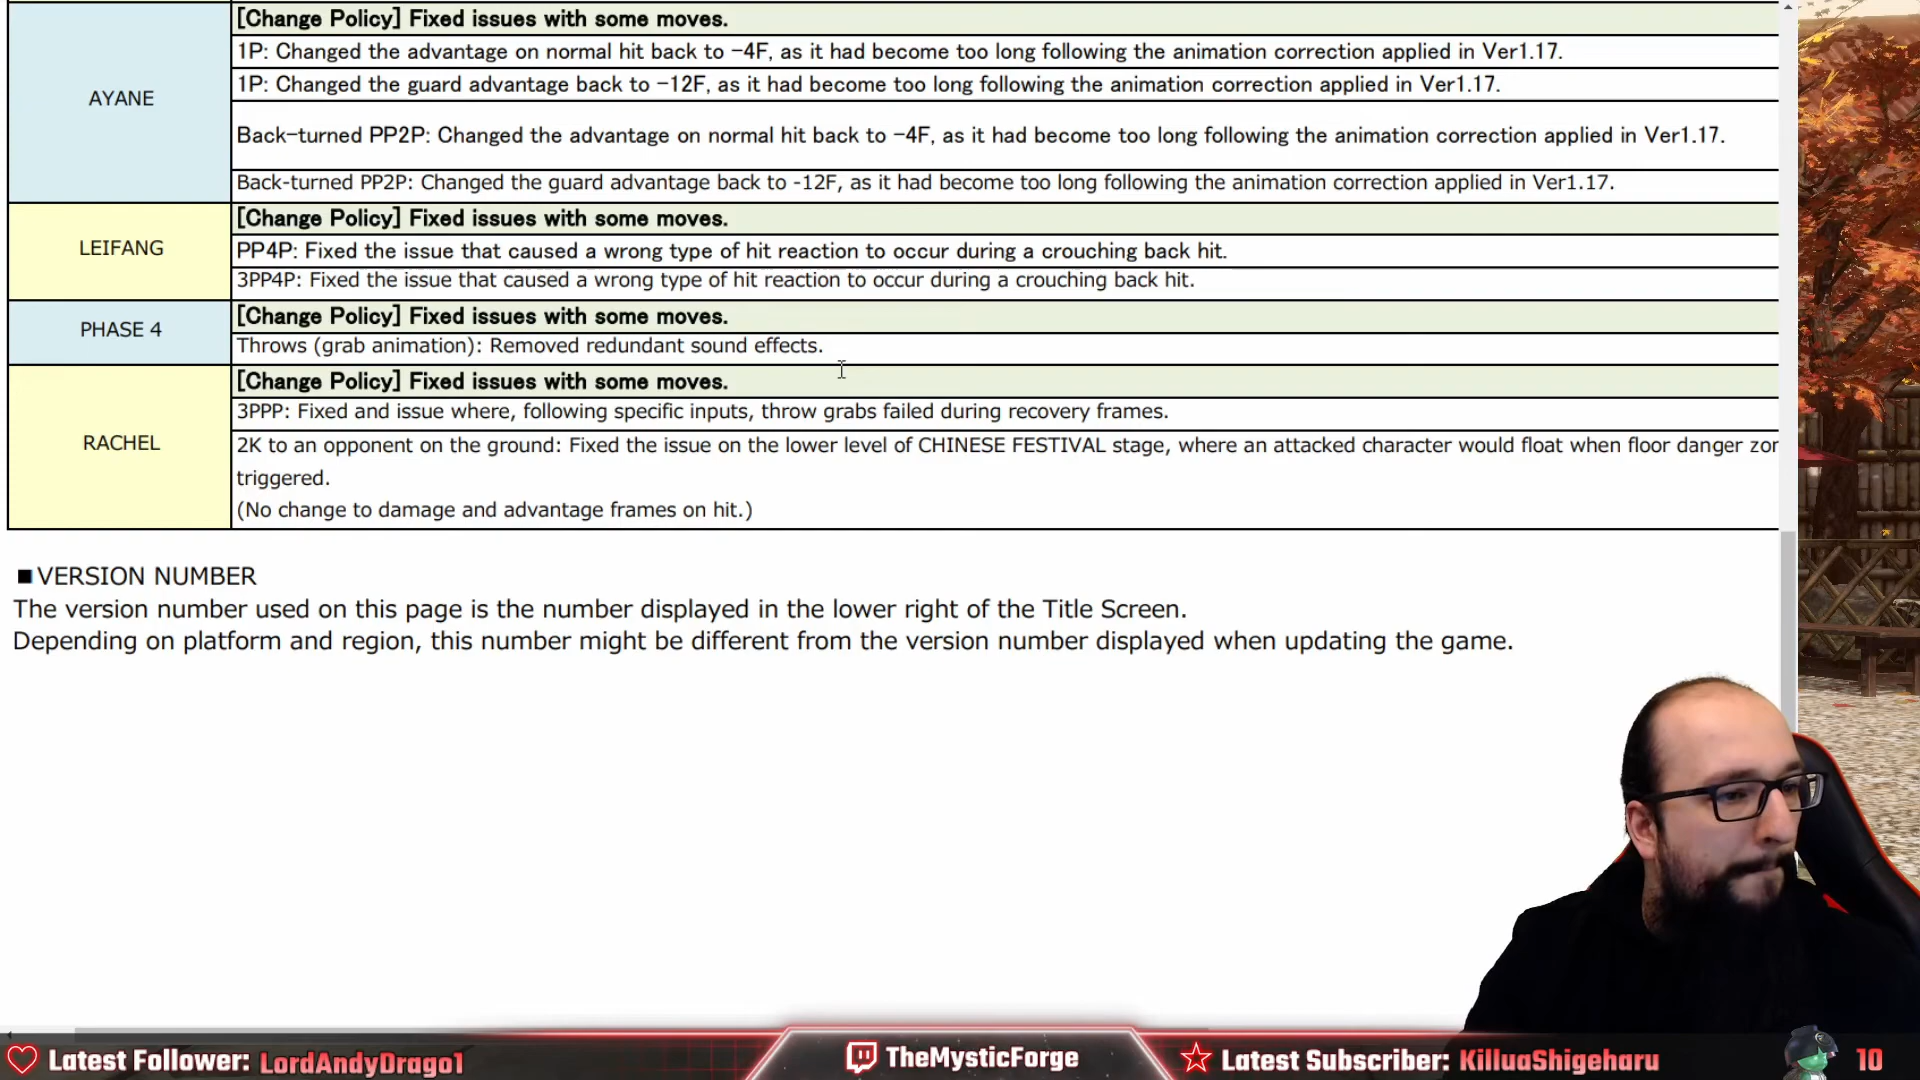 [Change Policy] Fixed issues with some moves.
1P: Changed the advantage on normal hit back to −4F, as it had become too long following the animation correction applied in Ver1.17.
1P: Changed the guard advantage back to −12F, as it had become too long following the animation correction applied in Ver1.17.
AYANE
Back−turned PP2P: Changed the advantage on normal hit back to −4F, as it had become too long following the animation correction applied in Ver1.17.
Back-turned PP2P: Changed the guard advantage back to -12F, as it had become too long following the animation correction applied in Ver1.17.
[Change Policy] Fixed issues with some moves.
LEIFANG
PP4P: Fixed the issue that caused a wrong type of hit reaction to occur during a crouching back hit.
3PP4P: Fixed the issue that caused a wrong type of hit reaction to occur during a crouching back hit.
[Change Policy] Fixed issues with some moves.
PHASE 4
Throws (grab animation): Removed redundant sound effects.
[Change Policy] Fixed issues with some moves.
3PPP: Fixed and issue where, following specific inputs, throw grabs failed during recovery frames.
RACHEL
2K to an opponent on the ground: Fixed the issue on the lower level of CHINESE FESTIVAL stage, where an attacked character would float when floor danger zor
triggered.
(No change to damage and advantage frames on hit.)
■VERSION NUMBER
The version number used on this page is the number displayed in the lower right of the Title Screen.
Depending on platform and region, this number might be different from the version number displayed when updating the game.
Latest Follower: LordAndyDrago1
TheMysticForge
Latest Subscriber: KilluaShigeharu
10